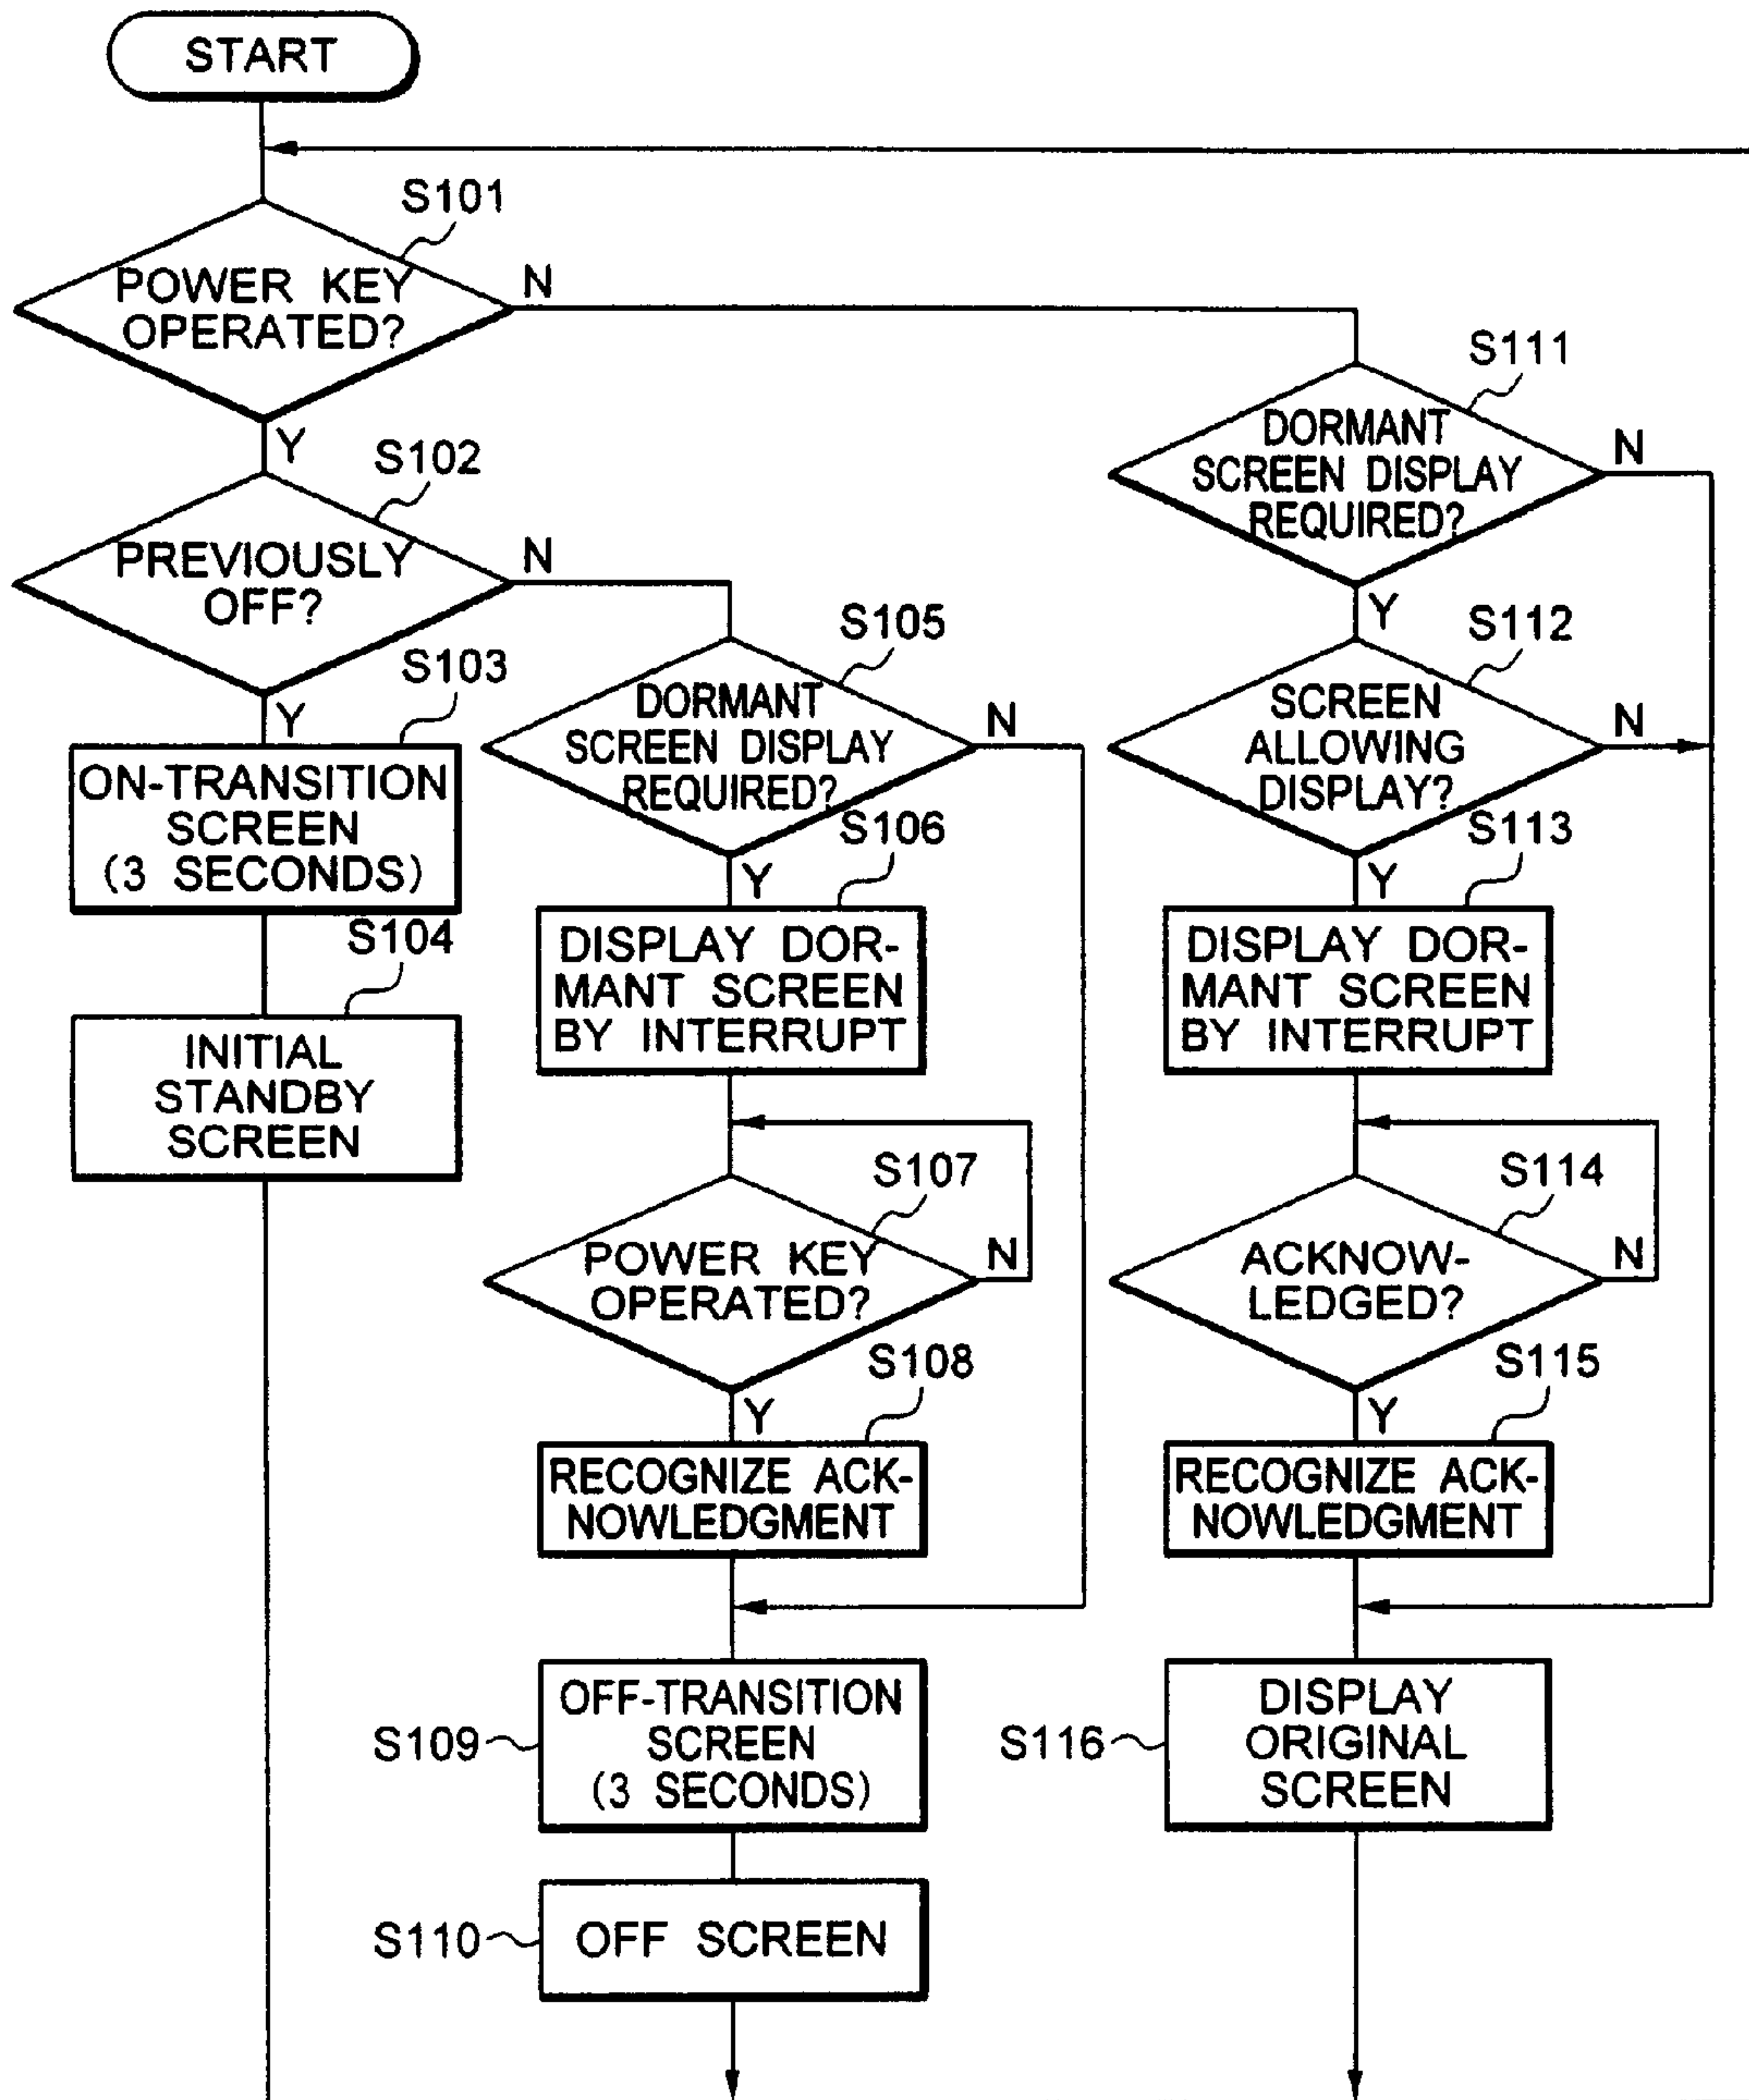 START
S101
POWER KEY
OPERATED?
N
Y
S102
PREVIOUSLY
OFF?
N
Y
S103
ON-TRANSITION
SCREEN
(3 SECONDS)
S104
INITIAL
STANDBY
SCREEN
S105
DORMANT
SCREEN DISPLAY
REQUIRED?
N
Y
S106
DISPLAY DOR-
MANT SCREEN
BY INTERRUPT
S107
POWER KEY
OPERATED?
N
Y
S108
RECOGNIZE ACK-
NOWLEDGMENT
S109
OFF-TRANSITION
SCREEN
(3 SECONDS)
S110
OFF SCREEN
S111
DORMANT
SCREEN DISPLAY
REQUIRED?
N
Y
S112
SCREEN
ALLOWING
DISPLAY?
N
Y
S113
DISPLAY DOR-
MANT SCREEN
BY INTERRUPT
S114
ACKNOW-
LEDGED?
N
Y
S115
RECOGNIZE ACK-
NOWLEDGMENT
S116
DISPLAY
ORIGINAL
SCREEN